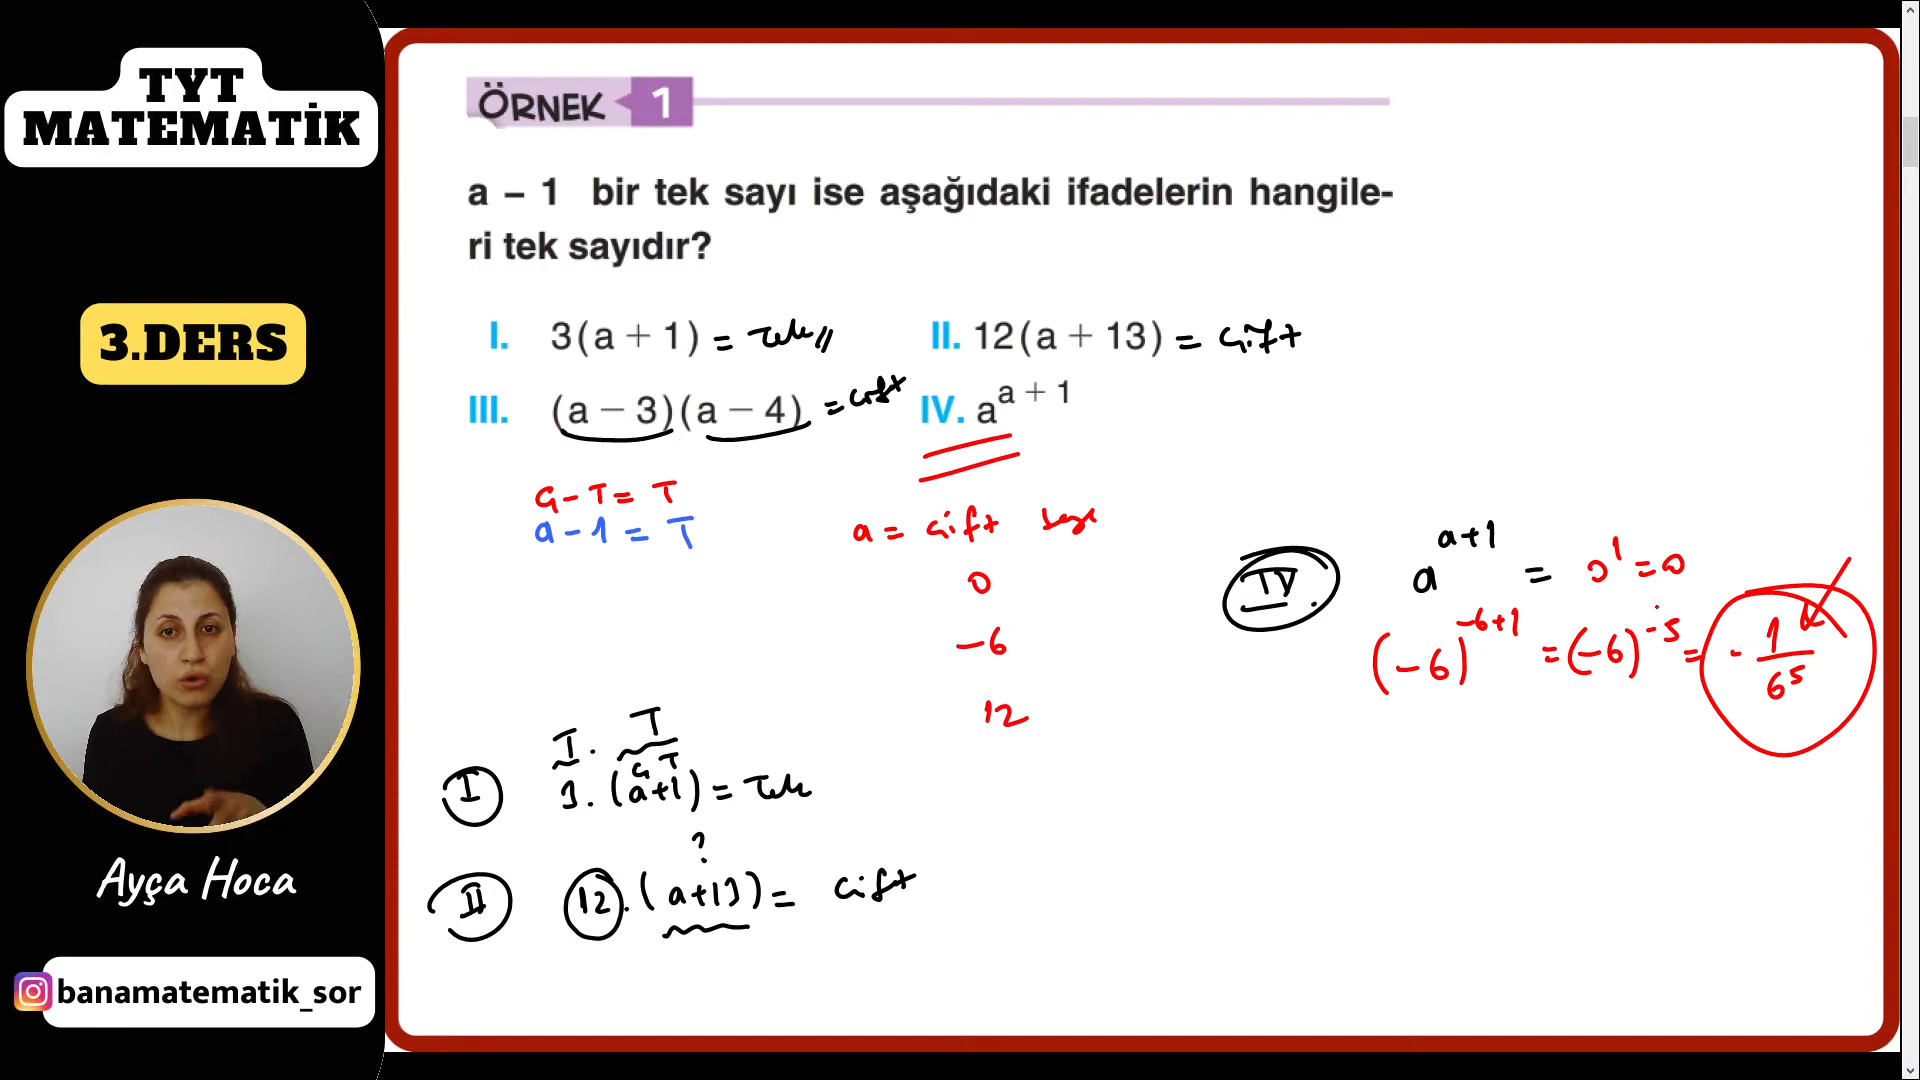 TYT
MATEMATİK
3.DERS
Ayça Hoca
banamatematik_sor
ÖRNEK 1
a – 1 bir tek sayı ise aşağıdaki ifadelerin hangile-
ri tek sayıdır?
I. 3(a + 1) = Tek //
II. 12(a + 13) = çift
III. (a – 3)(a – 4) = çift
IV. a^{a + 1}
Ç - T = T
a - 1 = T
a = çift sayı
0
-6
12
IV a^{a+1} = 0^1 = 0
(-6)^{-6+1} = (-6)^{-5} = - 1/6^5
T . T
Ç T
I 3.(a+1) = Tek
?
II 12.(a+13) = çift